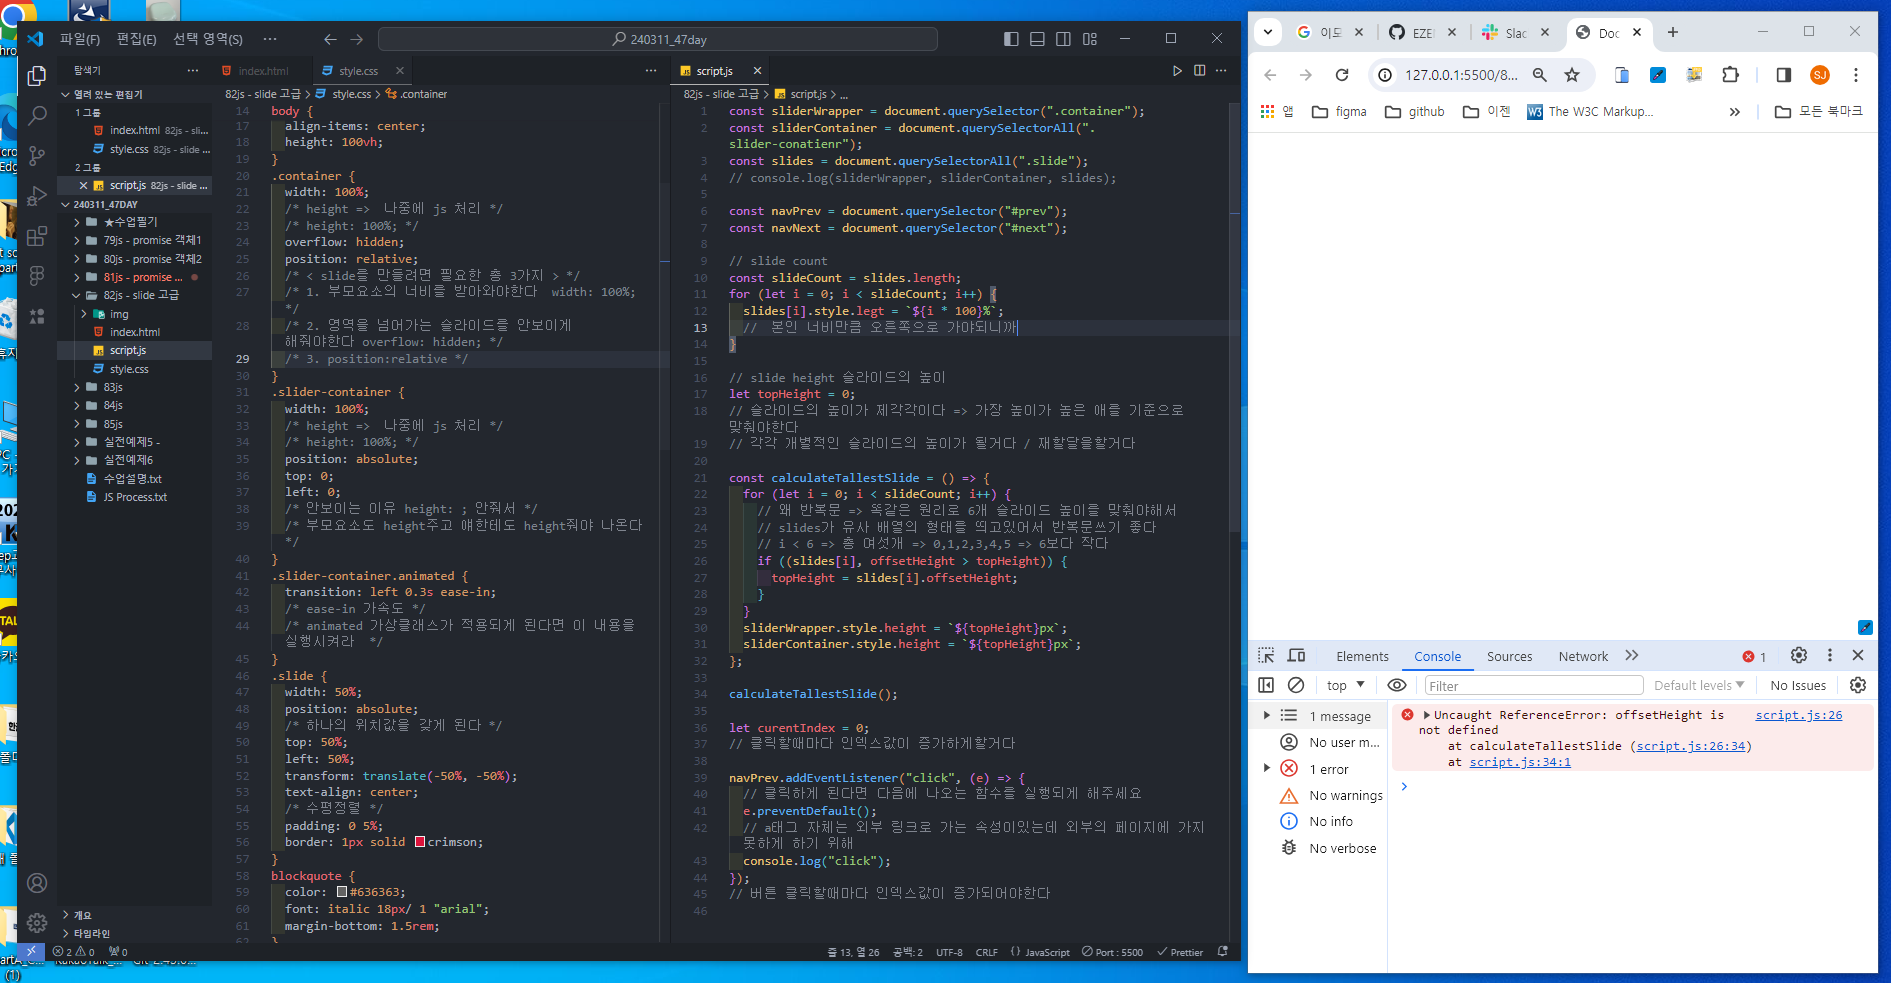 파일(F) 편집(E) 선택 영역(S) ···
240311_47day
탐색기
열려 있는 편집기
1 그룹
index.html 82js - sli...
style.css 82js - slide ...
2 그룹
script.js 82js - slide ...
240311_47DAY
★수업필기
79js - promise 객체1
80js - promise 객체2
81js - promise ...
82js - slide 고급
img
index.html
script.js
style.css
83js
84js
85js
실전예제5 -
실전예제6
수업설명.txt
JS Process.txt
개요
타임라인
index.html
style.css
82js - slide 고급 > style.css > .container
14 body {
17 align-items: center;
18 height: 100vh;
19 }
20 .container {
21 width: 100%;
22 /* height => 나중에 js 처리 */
23 /* height: 100%; */
24 overflow: hidden;
25 position: relative;
26 /* < slide를 만들려면 필요한 총 3가지 > */
27 /* 1. 부모요소의 너비를 받아와야한다 width: 100%;
*/
28 /* 2. 영역을 넘어가는 슬라이드를 안보이게
해줘야한다 overflow: hidden; */
29 /* 3. position:relative */
30 }
31 .slider-container {
32 width: 100%;
33 /* height => 나중에 js 처리 */
34 /* height: 100%; */
35 position: absolute;
36 top: 0;
37 left: 0;
38 /* 안보이는 이유 height: ; 안줘서 */
39 /* 부모요소도 height주고 얘한테도 height줘야 나온다
*/
40 }
41 .slider-container.animated {
42 transition: left 0.3s ease-in;
43 /* ease-in 가속도 */
44 /* animated 가상클래스가 적용되게 된다면 이 내용을
실행시켜라 */
45 }
46 .slide {
47 width: 50%;
48 position: absolute;
49 /* 하나의 위치값을 갖게 된다 */
50 top: 50%;
51 left: 50%;
52 transform: translate(-50%, -50%);
53 text-align: center;
54 /* 수평정렬 */
55 padding: 0 5%;
56 border: 1px solid crimson;
57 }
58 blockquote {
59 color: #636363;
60 font: italic 18px/ 1 "arial";
61 margin-bottom: 1.5rem;
script.js
82js - slide 고급 > script.js > ...
1 const sliderWrapper = document.querySelector(".container");
2 const sliderContainer = document.querySelectorAll(".
slider-conatienr");
3 const slides = document.querySelectorAll(".slide");
4 // console.log(sliderWrapper, sliderContainer, slides);
5
6 const navPrev = document.querySelector("#prev");
7 const navNext = document.querySelector("#next");
8
9 // slide count
10 const slideCount = slides.length;
11 for (let i = 0; i < slideCount; i++) {
12 slides[i].style.legt = `${i * 100}%`;
13 // 본인 너비만큼 오른쪽으로 가야되니까
14 }
15
16 // slide height 슬라이드의 높이
17 let topHeight = 0;
18 // 슬라이드의 높이가 제각각이다 => 가장 높이가 높은 애를 기준으로
맞춰야한다
19 // 각각 개별적인 슬라이드의 높이가 될거다 / 재할달을할거다
20
21 const calculateTallestSlide = () => {
22 for (let i = 0; i < slideCount; i++) {
23 // 왜 반복문 => 똑같은 원리로 6개 슬라이드 높이를 맞춰야해서
24 // slides가 유사 배열의 형태를 띄고있어서 반복문쓰기 좋다
25 // i < 6 => 총 여섯개 => 0,1,2,3,4,5 => 6보다 작다
26 if ((slides[i], offsetHeight > topHeight)) {
27 topHeight = slides[i].offsetHeight;
28 }
29 }
30 sliderWrapper.style.height = `${topHeight}px`;
31 sliderContainer.style.height = `${topHeight}px`;
32 };
33
34 calculateTallestSlide();
35
36 let curentIndex = 0;
37 // 클릭할때마다 인덱스값이 증가하게할거다
38
39 navPrev.addEventListener("click", (e) => {
40 // 클릭하게 된다면 다음에 나오는 함수를 실행되게 해주세요
41 e.preventDefault();
42 // a태그 자체는 외부 링크로 가는 속성이있는데 외부의 페이지에 가지
못하게 하기 위해
43 console.log("click");
44 });
45 // 버튼 클릭할때마다 인덱스값이 증가되어야한다
46
2 0 0
줄 13, 열 26 공백: 2 UTF-8 CRLF {} JavaScript Port : 5500 Prettier
Slac
Doc
127.0.0.1:5500/8...
SJ
앱 figma github 이젠 W3 The W3C Markup... » 모든 북마크
Elements Console Sources Network 1
top Filter Default levels No Issues
1 message
No user m...
1 error
No warnings
No info
No verbose
Uncaught ReferenceError: offsetHeight is script.js:26
not defined
at calculateTallestSlide (script.js:26:34)
at script.js:34:1